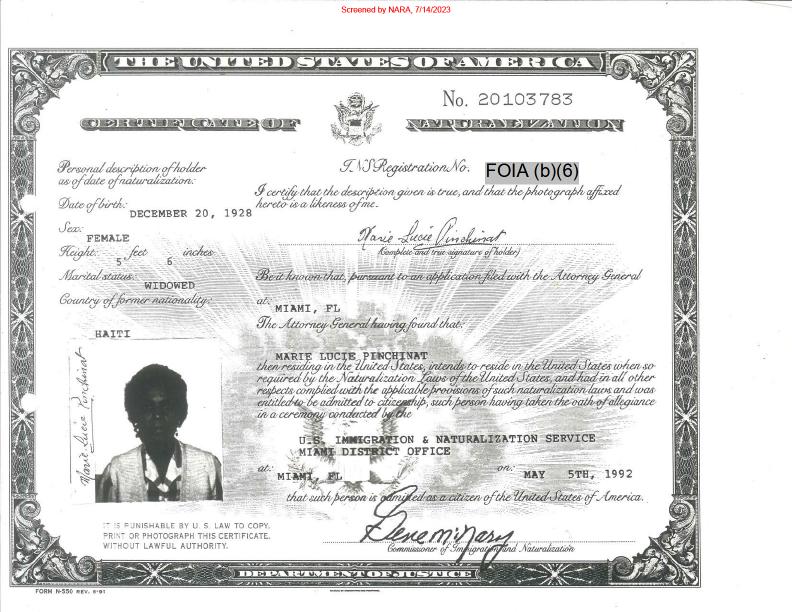 Screened by NARA, 7/14/2023
THE UNITED STATES OF AMERICA
No. 20103783
CERTIFICATE OF NATURALIZATION
Personal description of holder
as of date of naturalization:
Date of birth: DECEMBER 20, 1928
Sex: FEMALE
Height: 5' feet 6 inches
Marital status: WIDOWED
Country of former nationality:
HAITI
INS Registration No. FOIA (b)(6)
I certify that the description given is true, and that the photograph affixed
hereto is a likeness of me.
Marie Lucie Pinchinat
(Complete and true signature of holder)
Be it known that, pursuant to an application filed with the Attorney General
at: MIAMI, FL
The Attorney General having found that:
MARIE LUCIE PINCHINAT
then residing in the United States, intends to reside in the United States when so
required by the Naturalization Laws of the United States, and had in all other
respects complied with the applicable provisions of such naturalization laws and was
entitled to be admitted to citizenship, such person having taken the oath of allegiance
in a ceremony conducted by the
U.S. IMMIGRATION & NATURALIZATION SERVICE
MIAMI DISTRICT OFFICE
at: MIAMI, FL on: MAY 5TH, 1992
that such person is admitted as a citizen of the United States of America.
Marie Lucie Pinchinat
IT IS PUNISHABLE BY U. S. LAW TO COPY,
PRINT OR PHOTOGRAPH THIS CERTIFICATE,
WITHOUT LAWFUL AUTHORITY.
Gene McNary
Commissioner of Immigration and Naturalization
DEPARTMENT OF JUSTICE
FORM N-550 REV. 6-91